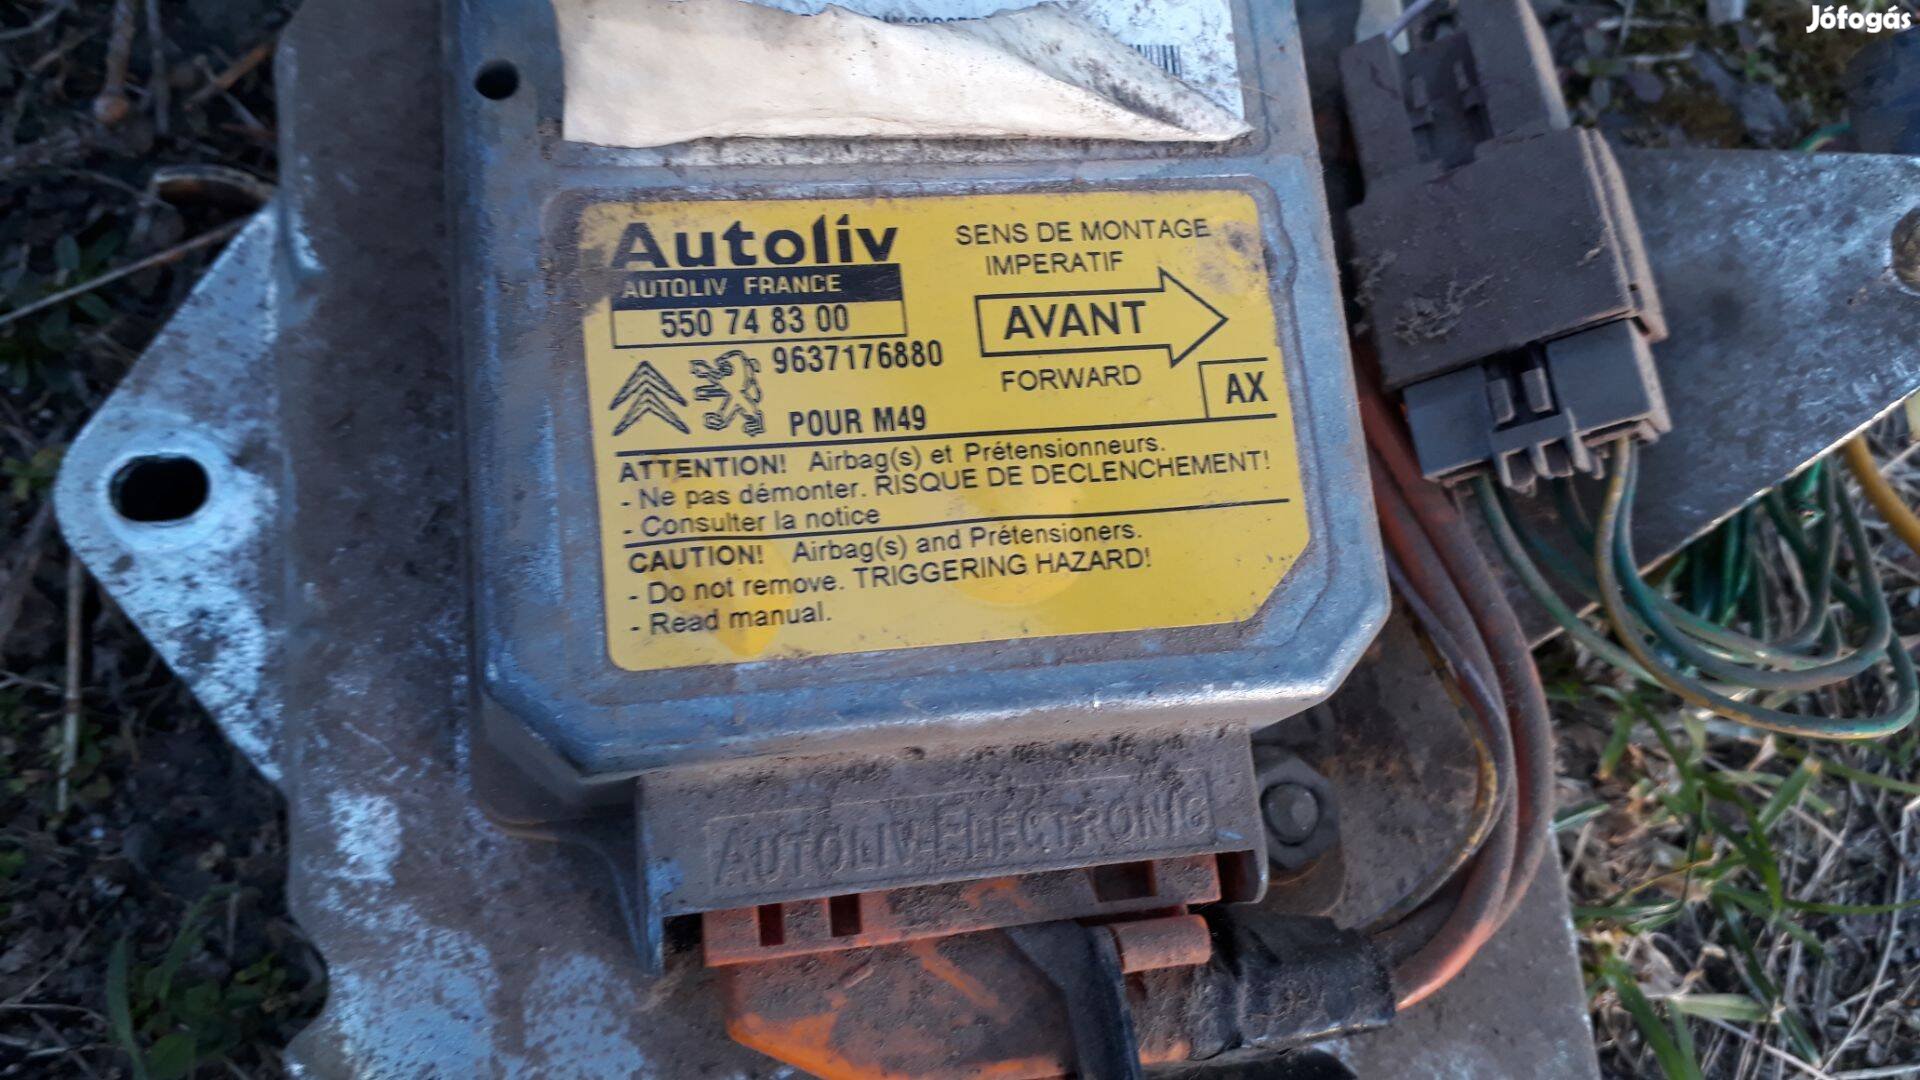 Jófogás
Autoliv
AUTOLIV FRANCE
550 74 83 00
9637176880
POUR M49
SENS DE MONTAGE
IMPERATIF
AVANT
FORWARD
AX
ATTENTION! Airbag(s) et Prétensionneurs.
- Ne pas démonter. RISQUE DE DECLENCHEMENT!
- Consulter la notice
CAUTION! Airbag(s) and Prétensioners.
- Do not remove. TRIGGERING HAZARD!
- Read manual.
AUTOLIV-ELECTRONIC